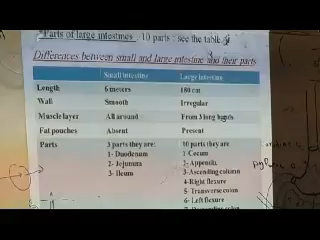 *Parts of large intestines: 10 parts: see the table.
Differences between small and large intestine and their parts
Small intestine Large intestine
Length 6 meters 180 cm
Wall Smooth Irregular
Muscle layer All around From 3 long bands
Fat pouches Absent Present
Parts 3 parts they are: 10 parts they are:
1- Duodenum 1-Cecum
2- Jejunum 2- Appendix
3- Ileum 3-Ascending column
4-Right flexure
5- Transverse colon
6- Left flexure